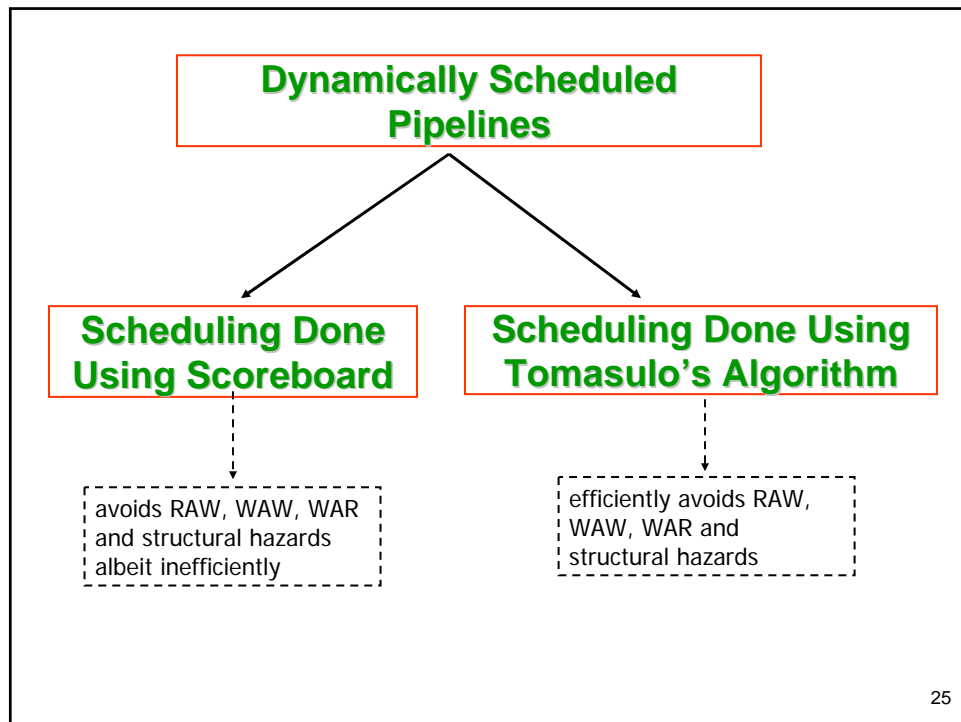 Dynamically Scheduled
Pipelines
Scheduling Done
Using Scoreboard
Scheduling Done Using
Tomasulo’s Algorithm
avoids RAW, WAW, WAR
and structural hazards
albeit inefficiently
efficiently avoids RAW,
WAW, WAR and
structural hazards
25